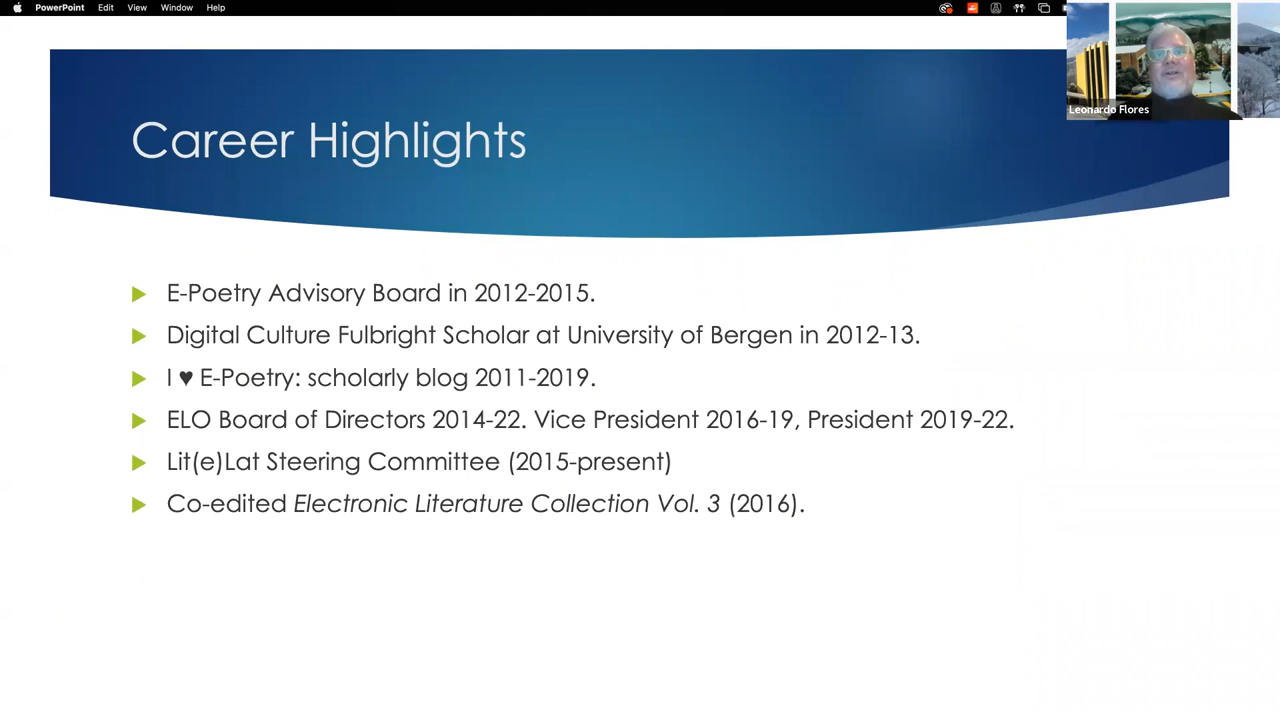 PowerPoint Edit View Window Help
Leonardo Flores
Career Highlights
E-Poetry Advisory Board in 2012-2015.
Digital Culture Fulbright Scholar at University of Bergen in 2012-13.
I ♥ E-Poetry: scholarly blog 2011-2019.
ELO Board of Directors 2014-22. Vice President 2016-19, President 2019-22.
Lit(e)Lat Steering Committee (2015-present)
Co-edited Electronic Literature Collection Vol. 3 (2016).